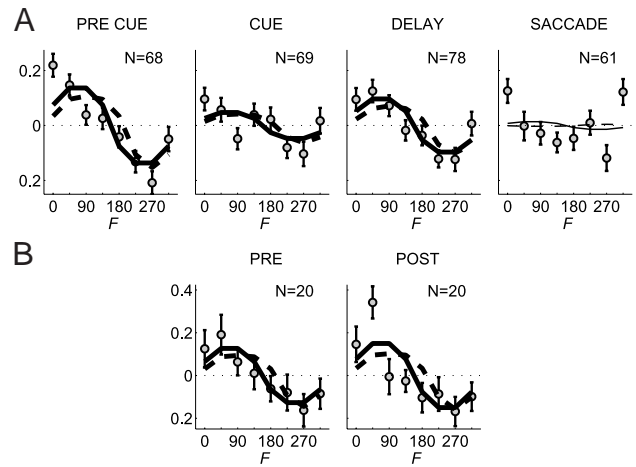 A
PRE CUE CUE DELAY SACCADE
N=68 N=69 N=78 N=61
0.2
0
0.2
0 90 180 270 0 90 180 270 0 90 180 270 0 90 180 270
F F F F
B
PRE POST
0.4 N=20 N=20
0.2
0
0.2
0 90 180 270 0 90 180 270
F F